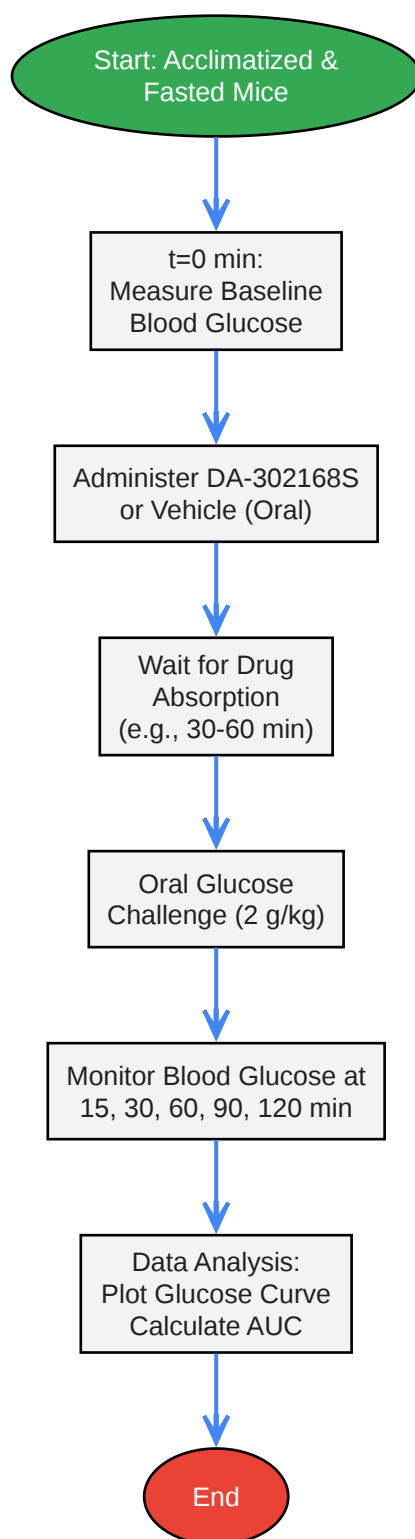 Start: Acclimatized &
Fasted Mice
t=0 min:
Measure Baseline
Blood Glucose
Administer DA-302168S
or Vehicle (Oral)
Wait for Drug
Absorption
(e.g., 30-60 min)
Oral Glucose
Challenge (2 g/kg)
Monitor Blood Glucose at
15, 30, 60, 90, 120 min
Data Analysis:
Plot Glucose Curve
Calculate AUC
End